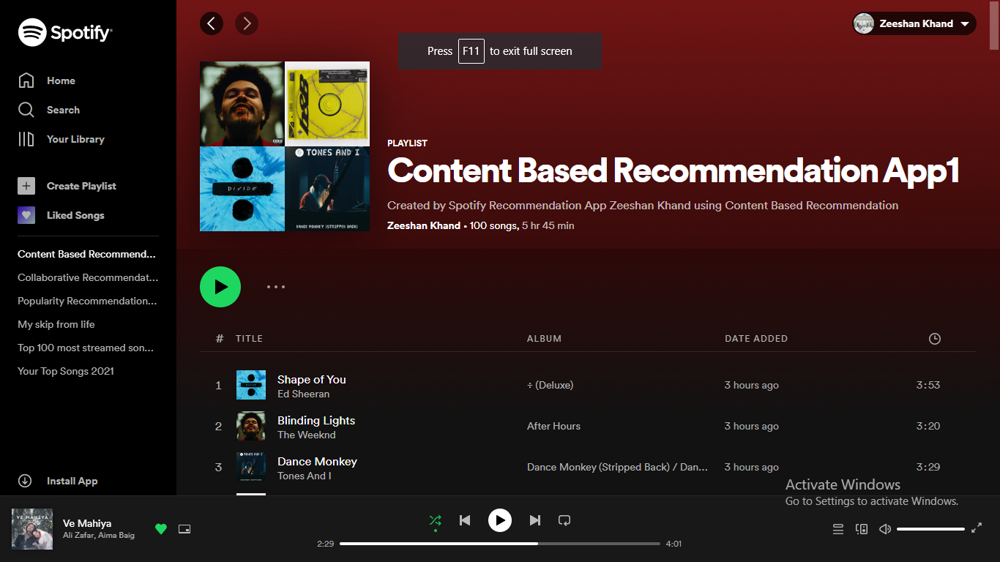 Spotify
Home
Search
Your Library
Create Playlist
Liked Songs
Content Based Recommend...
Collaborative Recommendat...
Popularity Recommendation...
My skip from life
Top 100 most streamed son...
Your Top Songs 2021
Install App
Zeeshan Khand
Press F11 to exit full screen
TONES AND I
DIVIDE
DANCE MONKEY (STRIPPED BACK)
PLAYLIST
Content Based Recommendation App1
Created by Spotify Recommendation App Zeeshan Khand using Content Based Recommendation
Zeeshan Khand • 100 songs, 5 hr 45 min
# TITLE ALBUM DATE ADDED
1 Shape of You ÷ (Deluxe) 3 hours ago 3:53
Ed Sheeran
2 Blinding Lights After Hours 3 hours ago 3:20
The Weeknd
3 Dance Monkey Dance Monkey (Stripped Back) / Dan... 3 hours ago 3:29
Tones And I
Activate Windows
Go to Settings to activate Windows.
VE MAHIYA
Ve Mahiya
Ali Zafar, Aima Baig
2:29 4:01